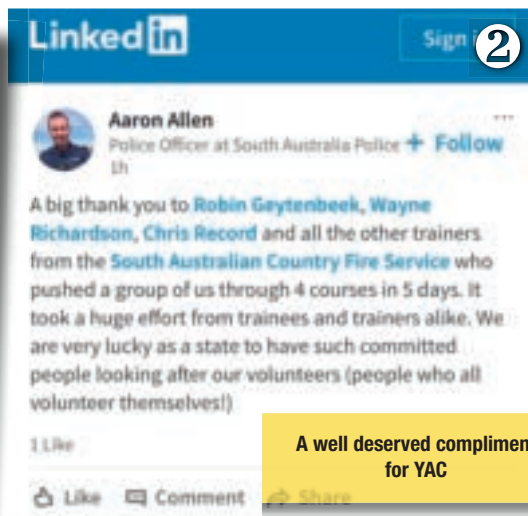 Linked in
Sign
2
Aaron Allen
Police Officer at South Australia Police + Follow
1h
A big thank you to Robin Geytenbeek, Wayne
Richardson, Chris Record and all the other trainers
from the South Australian Country Fire Service who
pushed a group of us through 4 courses in 5 days. It
took a huge effort from trainees and trainers alike. We
are very lucky as a state to have such committed
people looking after our volunteers (people who all
volunteer themselves!)
1 Like
A well deserved complimen
for YAC
Like Comment Share